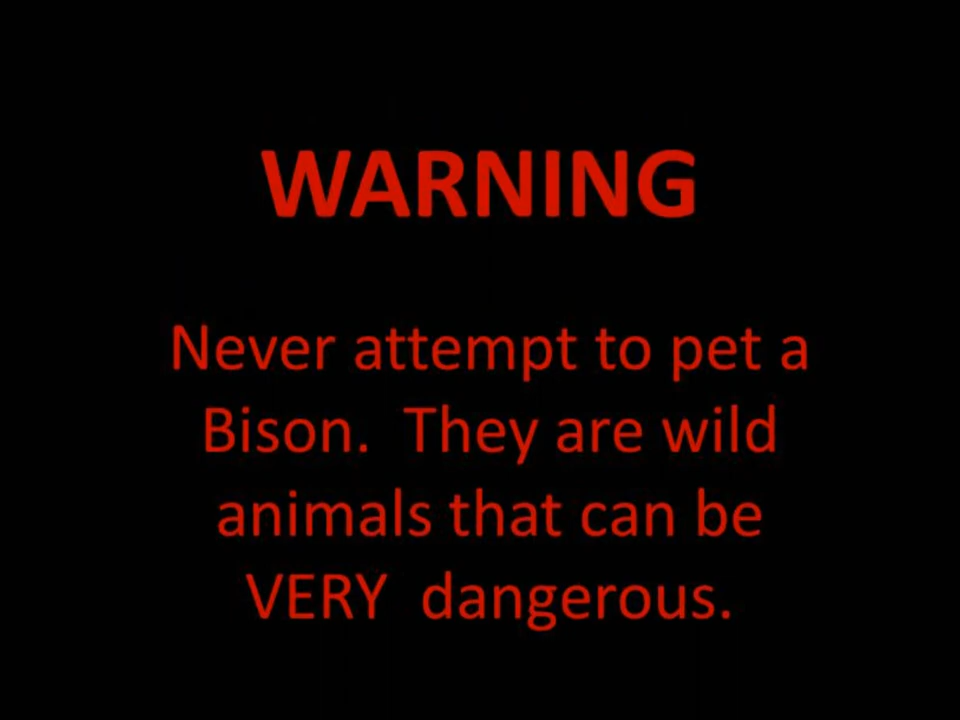 WARNING
Never attempt to pet a
Bison.  They are wild
animals that can be
VERY  dangerous.